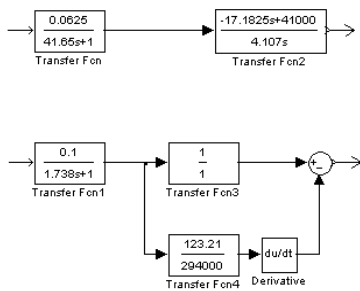 0.0625
41.65s+1
Transfer Fcn
-17.1825s+41000
4.107s
Transfer Fcn2
0.1
1.738s+1
Transfer Fcn1
1
1
Transfer Fcn3
+
-
123.21
294000
Transfer Fcn4
du/dt
Derivative